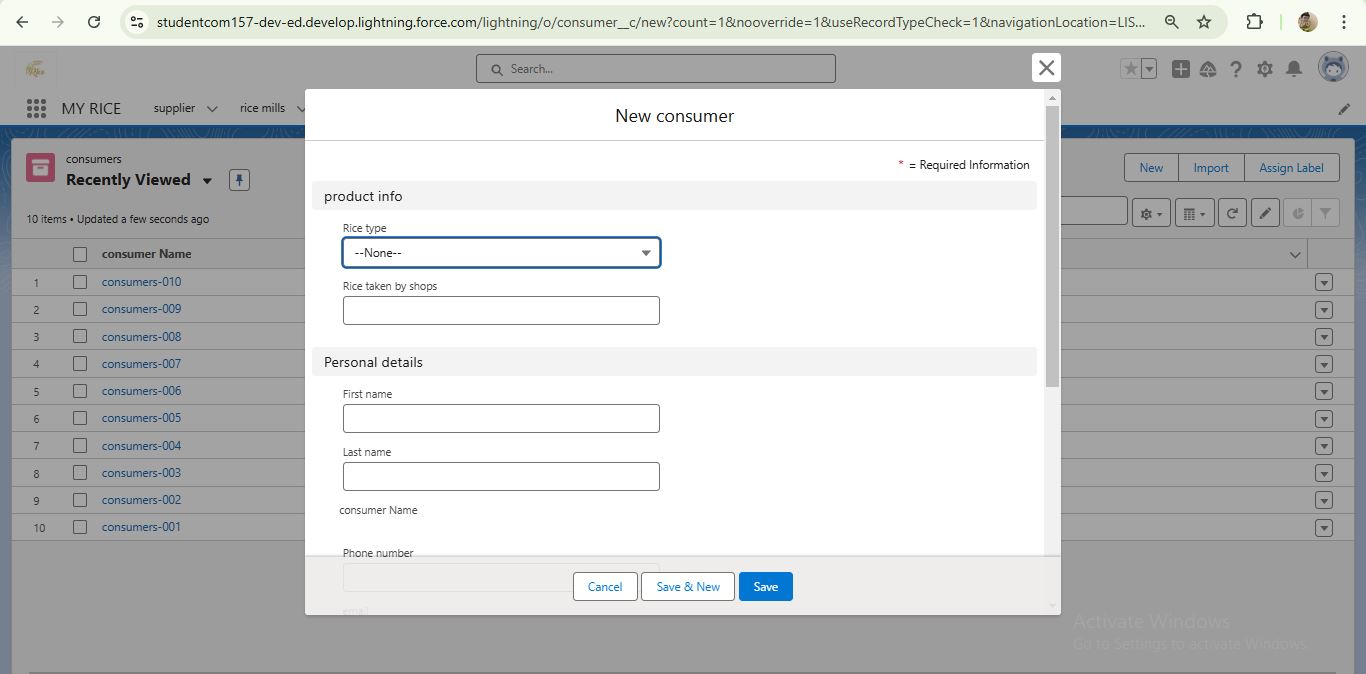 studentcom157-dev-ed.develop.lightning.force.com/lightning/o/consumer__c/new?count=1&nooverride=1&useRecordTypeCheck=1&navigationLocation=LIS...
Rice
Search...
MY RICE
supplier
rice mills
consumers
Recently Viewed
New
Import
Assign Label
10 items • Updated a few seconds ago
consumer Name
1 consumers-010
2 consumers-009
3 consumers-008
4 consumers-007
5 consumers-006
6 consumers-005
7 consumers-004
8 consumers-003
9 consumers-002
10 consumers-001
New consumer
* = Required Information
product info
Rice type
--None--
Rice taken by shops
Personal details
First name
Last name
consumer Name
Phone number
email
Cancel
Save & New
Save
Activate Windows
Go to Settings to activate Windows.